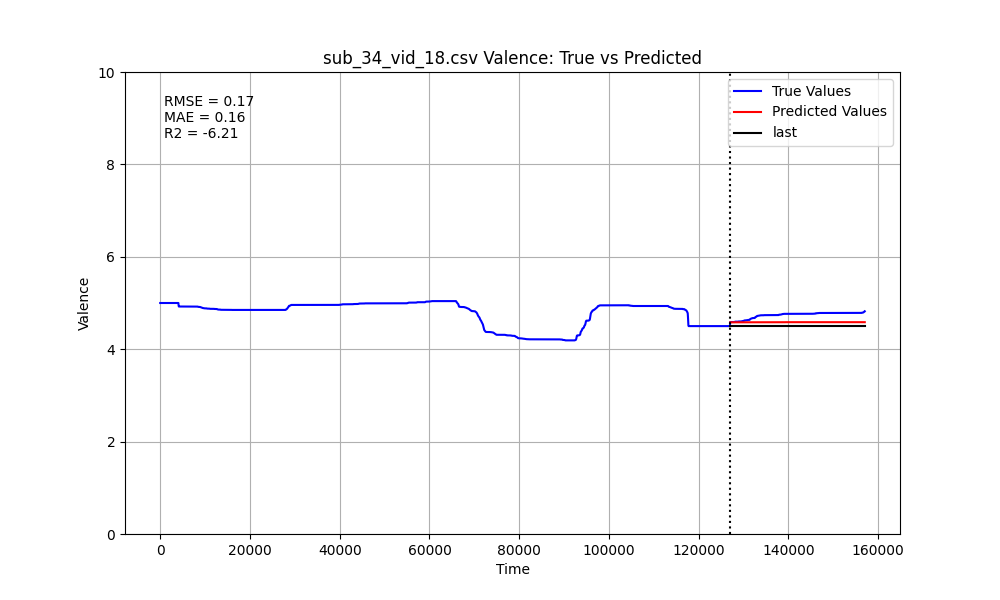 sub_34_vid_18.csv Valence: True vs Predicted
10
8
6
4
2
0
Valence
RMSE = 0.17
MAE = 0.16
R2 = -6.21
True Values
Predicted Values
last
0
20000
40000
60000
80000
100000
120000
140000
160000
Time